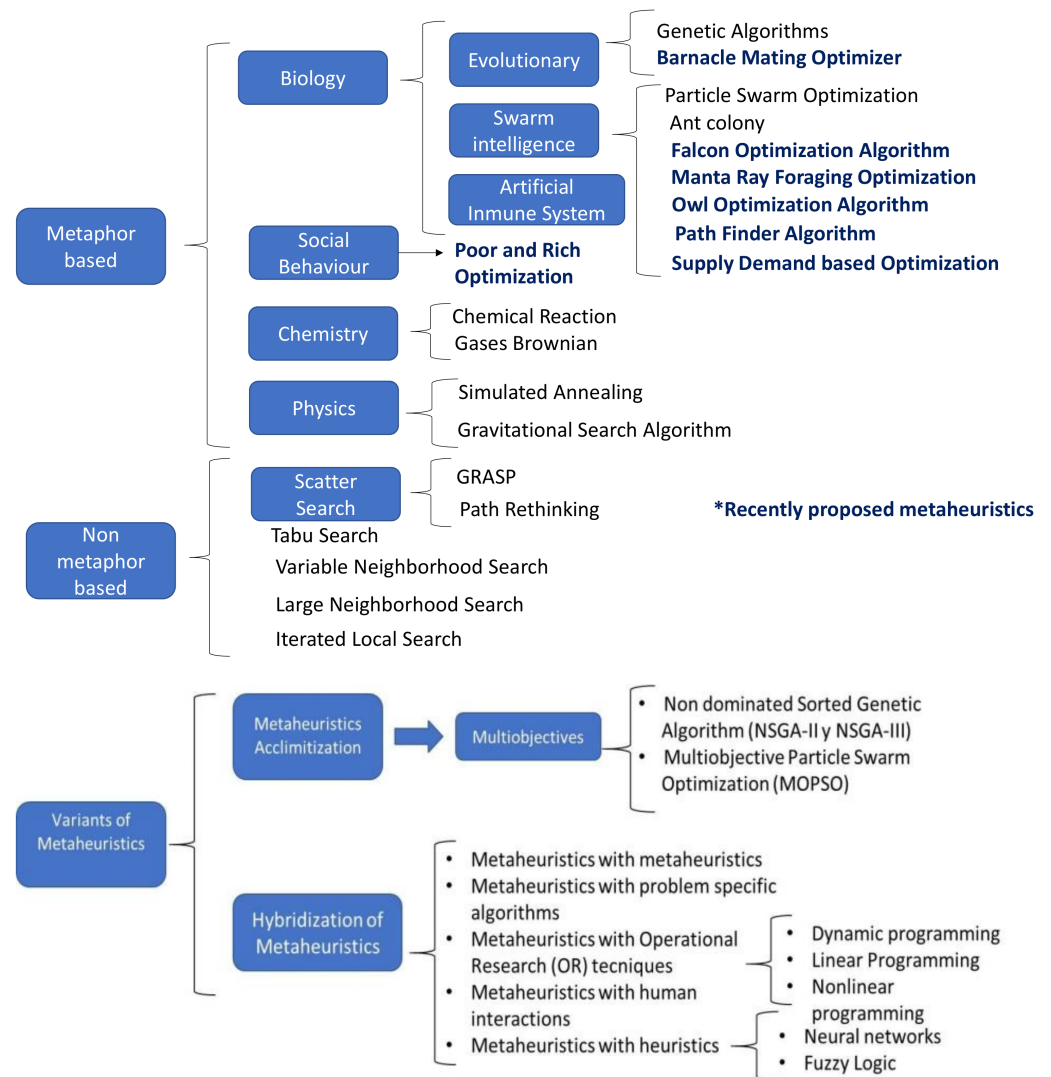 Metaphor
based
Biology
Evolutionary
Genetic Algorithms
Barnacle Mating Optimizer
Swarm
intelligence
Particle Swarm Optimization
Ant colony
Falcon Optimization Algorithm
Manta Ray Foraging Optimization
Owl Optimization Algorithm
Path Finder Algorithm
Supply Demand based Optimization
Artificial
Inmune System
Social
Behaviour
Poor and Rich
Optimization
Chemistry
Chemical Reaction
Gases Brownian
Physics
Simulated Annealing
Gravitational Search Algorithm
Non
metaphor
based
Scatter
Search
GRASP
Path Rethinking
*Recently proposed metaheuristics
Tabu Search
Variable Neighborhood Search
Large Neighborhood Search
Iterated Local Search
Variants of
Metaheuristics
Metaheuristics
Acclimitization
Multiobjectives
• Non dominated Sorted Genetic
Algorithm (NSGA-II y NSGA-III)
• Multiobjective Particle Swarm
Optimization (MOPSO)
Hybridization of
Metaheuristics
• Metaheuristics with metaheuristics
• Metaheuristics with problem specific
algorithms
• Metaheuristics with Operational
Research (OR) tecniques
• Metaheuristics with human
interactions
• Metaheuristics with heuristics
• Dynamic programming
• Linear Programming
• Nonlinear
programming
• Neural networks
• Fuzzy Logic